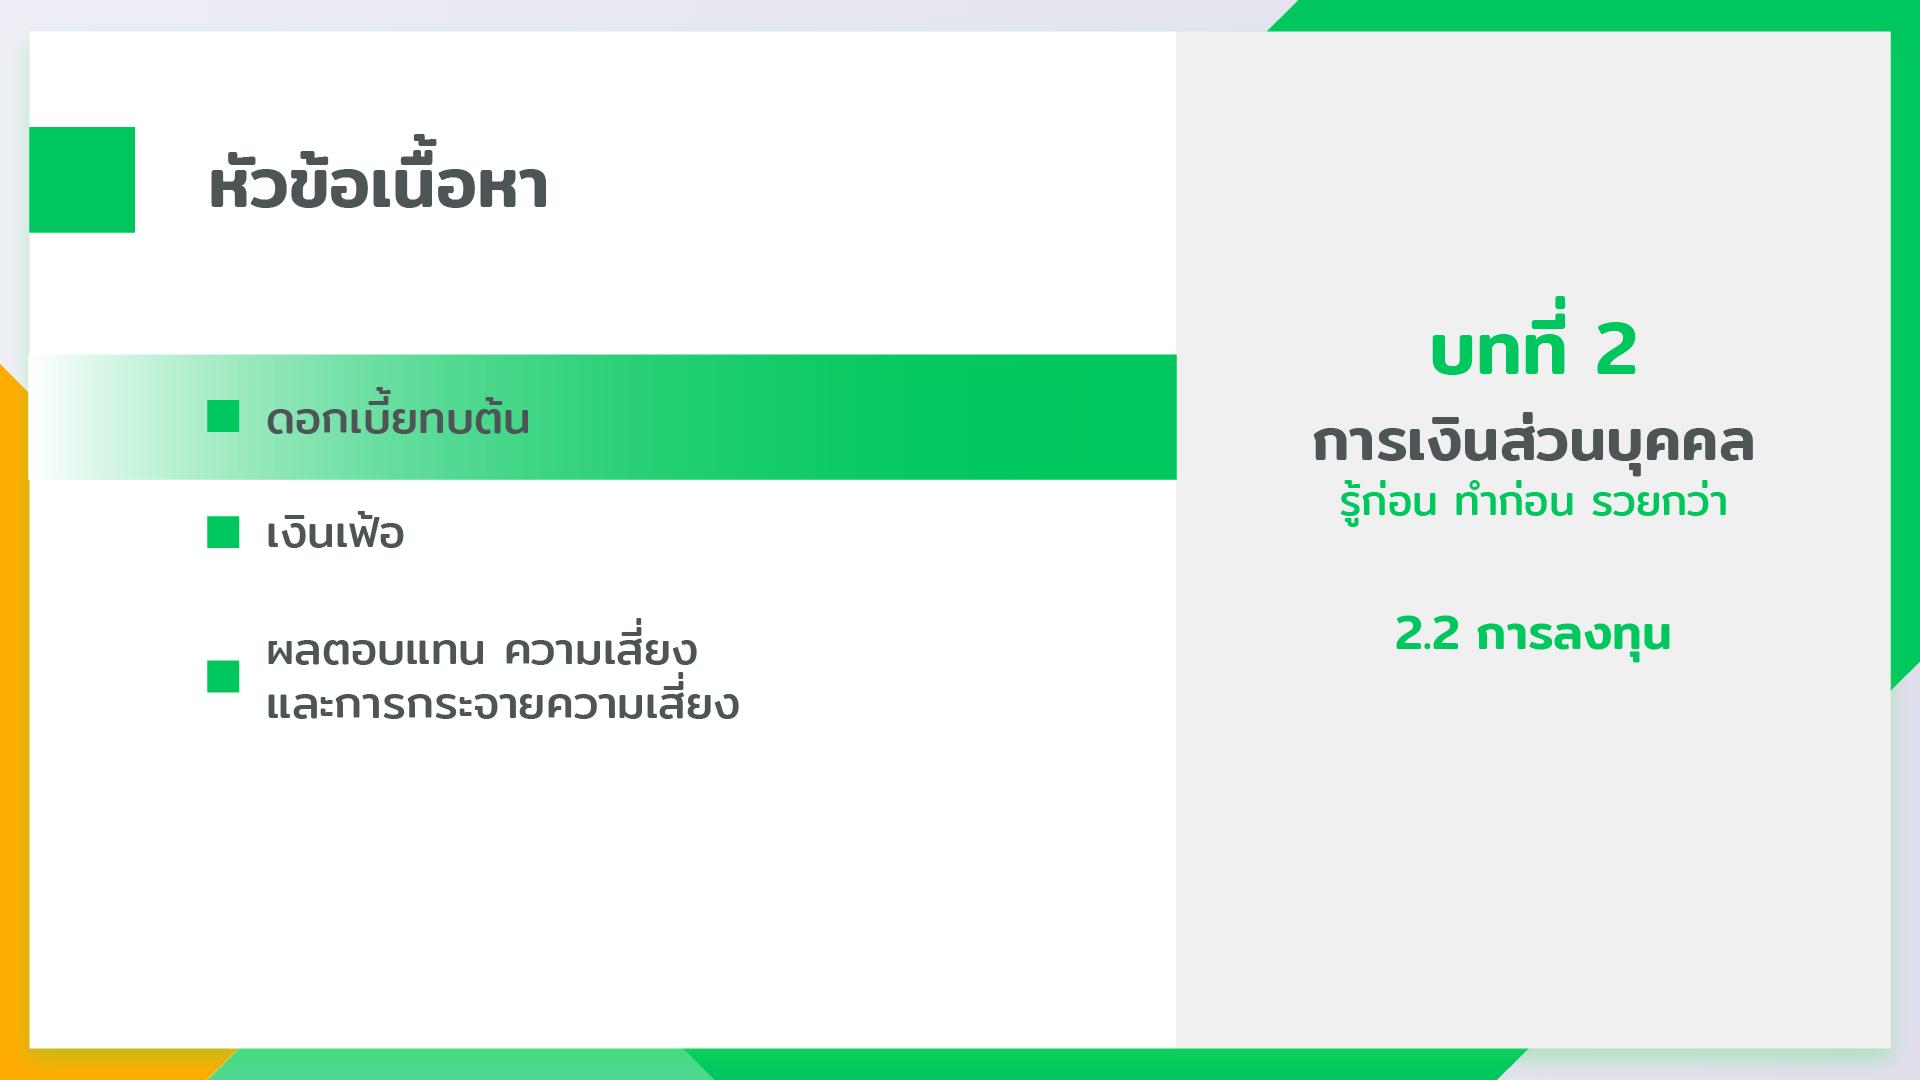 หัวข้อเนื้อหา
ดอกเบี้ยทบต้น
เงินเฟ้อ
ผลตอบแทน ความเสี่ยง
และการกระจายความเสี่ยง
บทที่ 2
การเงินส่วนบุคคล
รู้ก่อน ทำก่อน รวยกว่า
2.2 การลงทุน